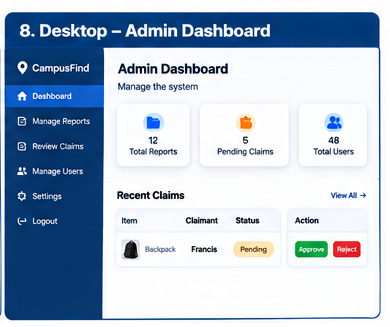 8. Desktop – Admin Dashboard
CampusFind
Dashboard
Manage Reports
Review Claims
Manage Users
Settings
Logout
Admin Dashboard
Manage the system
12
Total Reports
5
Pending Claims
48
Total Users
Recent Claims View All →
Item Claimant Status Action
Backpack Francis Pending Approve Reject